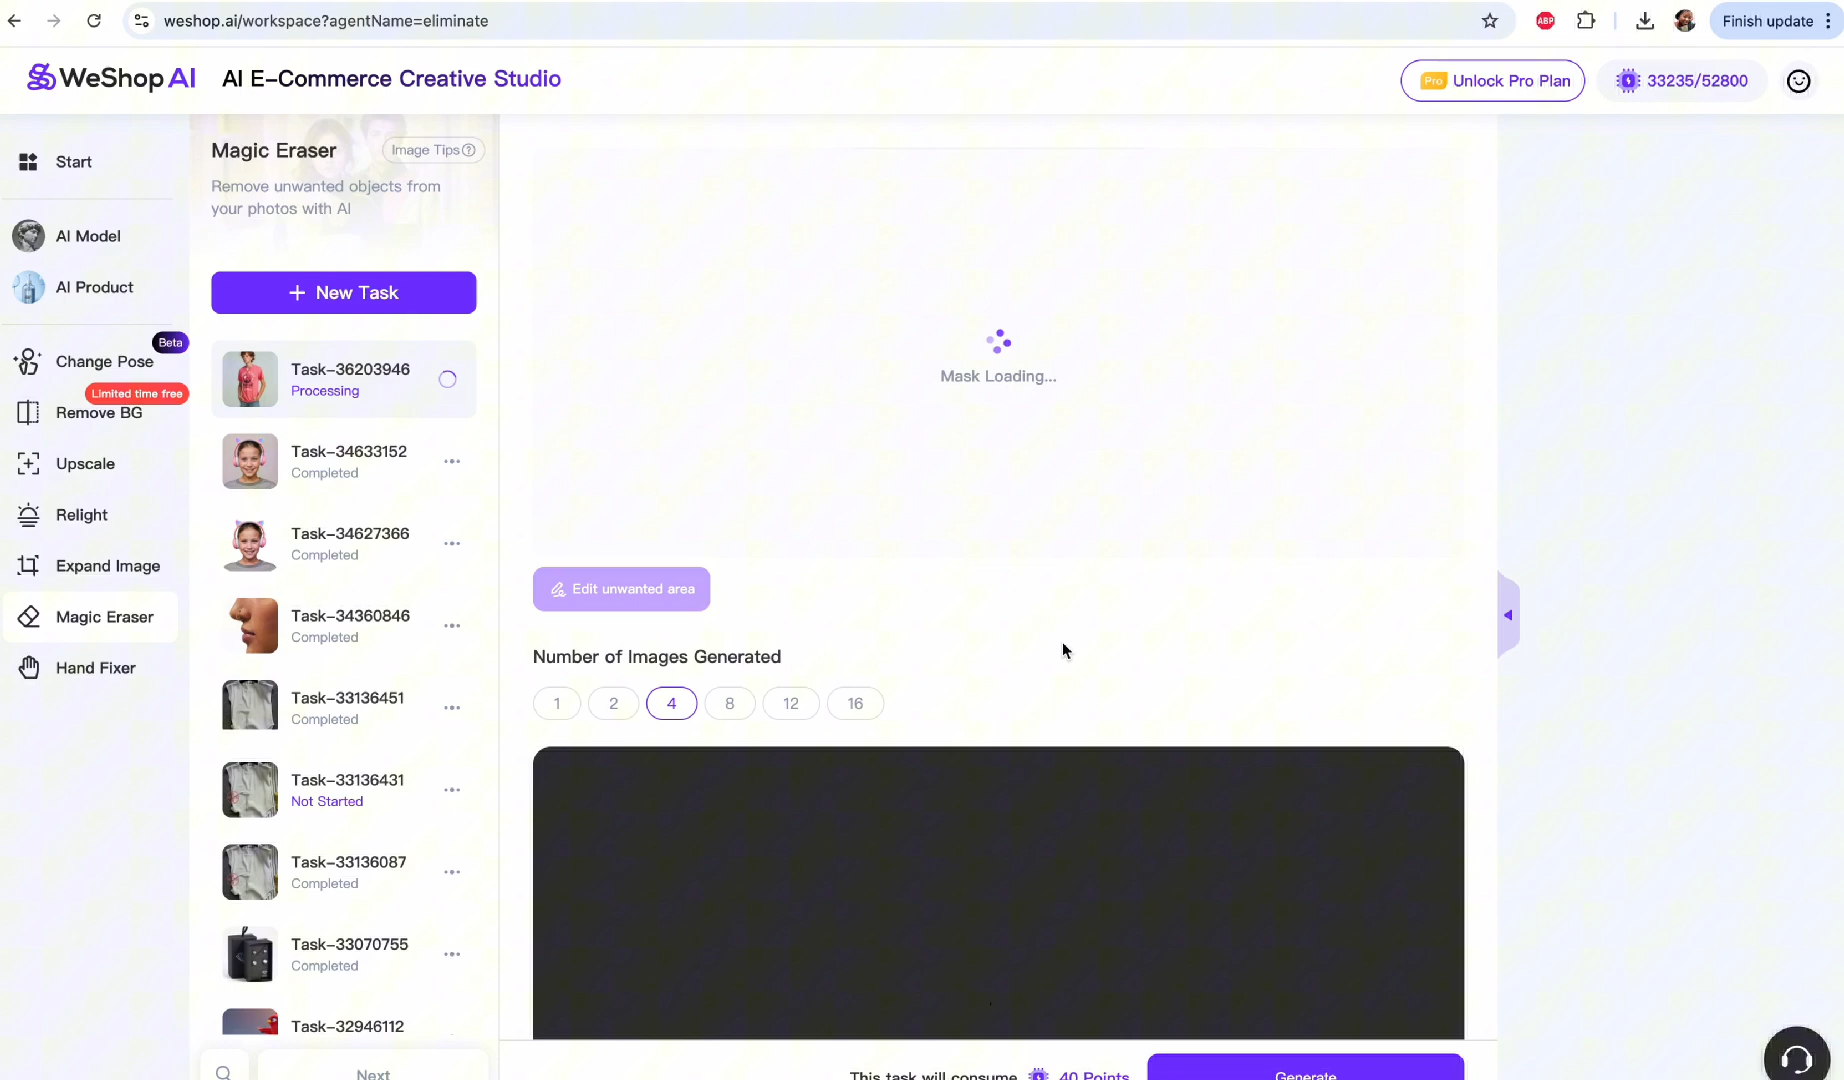 weshop.ai/workspace?agentName=eliminate
ABP
Finish update
WeShop AI
AI E-Commerce Creative Studio
Pro Unlock Pro Plan
33235/52800
Start
AI Model
AI Product
Beta
Change Pose
Limited time free
Remove BG
Upscale
Relight
Expand Image
Magic Eraser
Hand Fixer
Magic Eraser
Image Tips
Remove unwanted objects from
your photos with AI
+ New Task
Task-36203946
Processing
Task-34633152
Completed
Task-34627366
Completed
Task-34360846
Completed
Task-33136451
Completed
Task-33136431
Not Started
Task-33136087
Completed
Task-33070755
Completed
Task-32946112
Next
Mask Loading...
Edit unwanted area
Number of Images Generated
1 2 4 8 12 16
This task will consume 40 Points
Generate